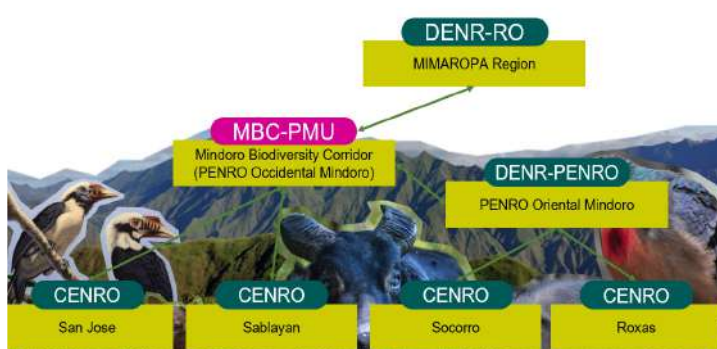 DENR-RO
MIMAROPA Region
MBC-PMU
Mindoro Biodiversity Corridor
(PENRO Occidental Mindoro)
DENR-PENRO
PENRO Oriental Mindoro
CENRO
San Jose
CENRO
Sablayan
CENRO
Socorro
CENRO
Roxas